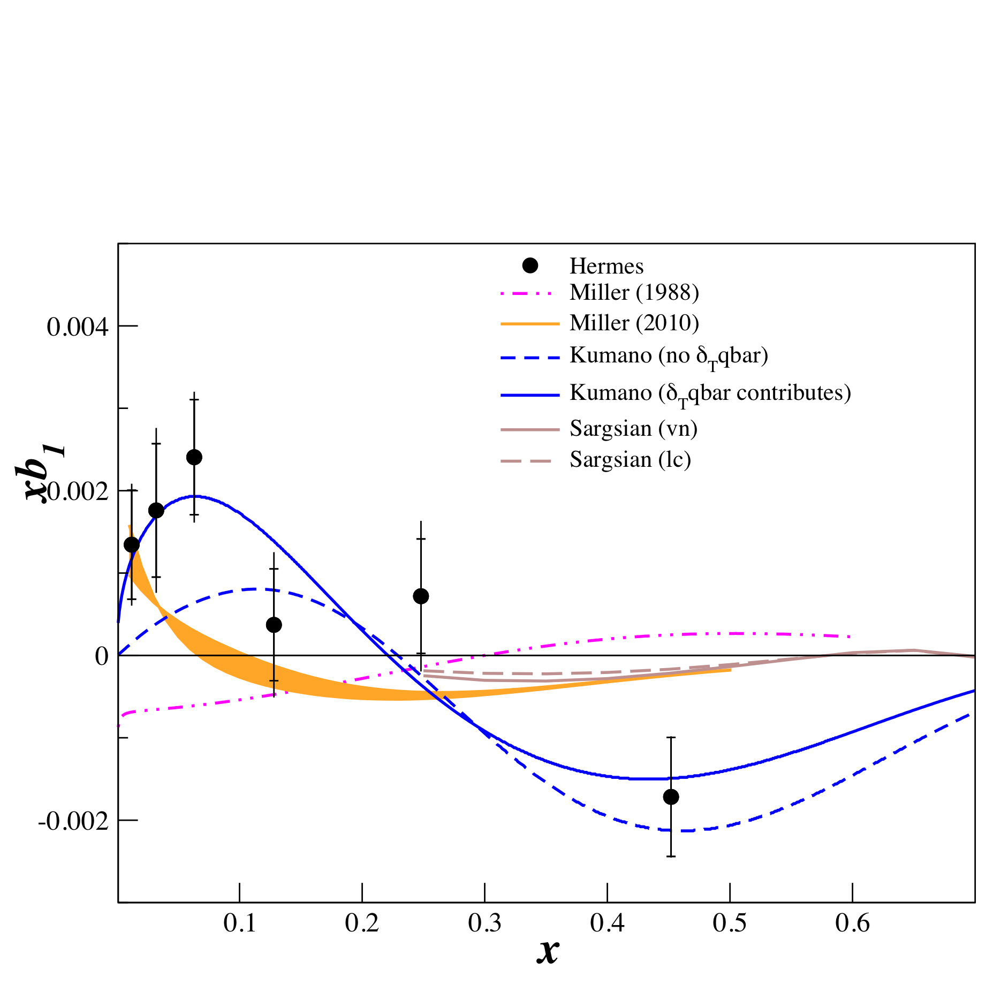 Hermes
Miller (1988)
Miller (2010)
Kumano (no δTqbar)
Kumano (δTqbar contributes)
Sargsian (vn)
Sargsian (lc)
0.004
0.002
0
-0.002
xb1
0.1 0.2 0.3 0.4 0.5 0.6
x